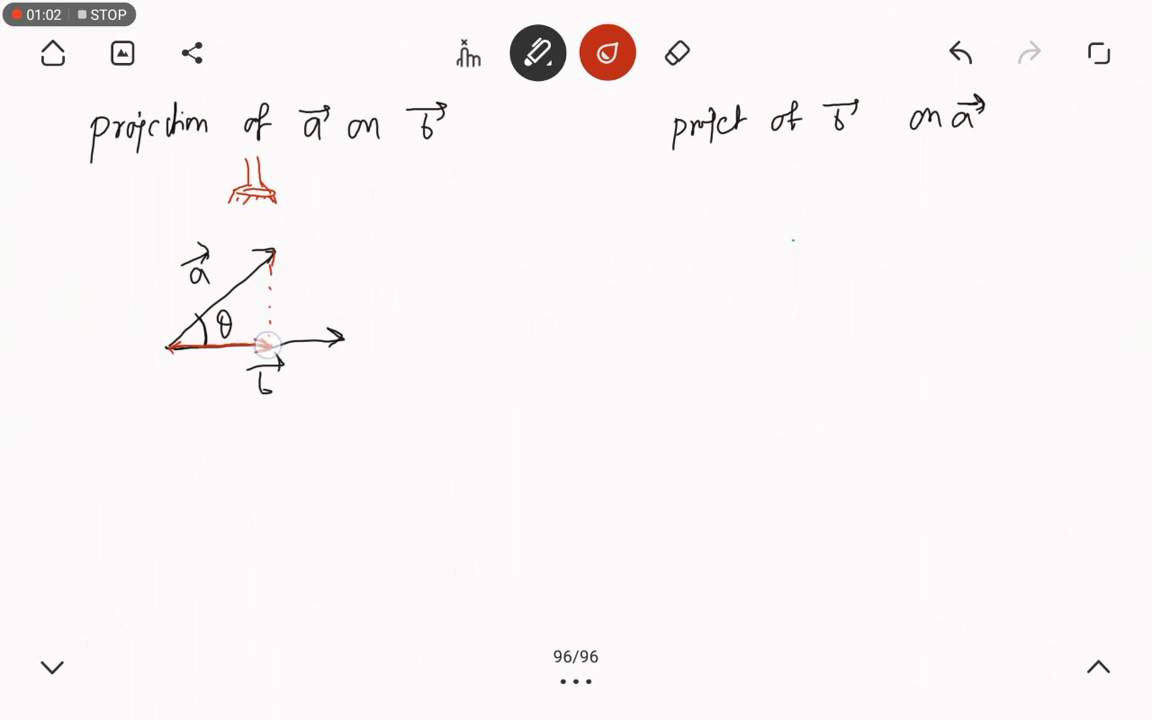 01:02 STOP
projection of a⃗ on b⃗
project of b⃗ on a⃗
a⃗
θ
b⃗
96/96